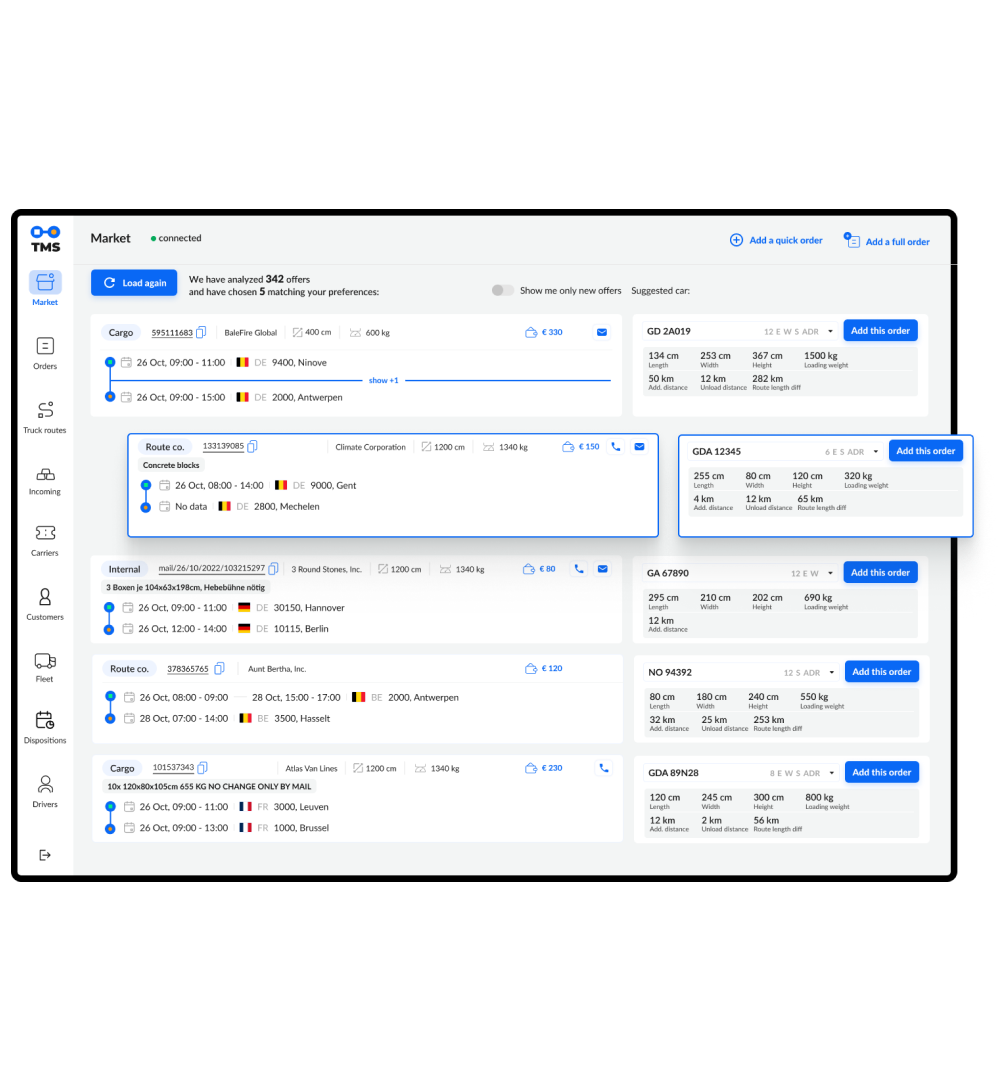 TMS
Market
Orders
Truck routes
Incoming
Carriers
Customers
Fleet
Dispositions
Drivers
Market connected
Add a quick order Add a full order
Load again
We have analyzed 342 offers
and have chosen 5 matching your preferences:
Show me only new offers Suggested car:
Cargo 595111683 BaleFire Global 400 cm 600 kg € 330
26 Oct, 09:00 - 11:00 DE 9400, Ninove
show +1
26 Oct, 09:00 - 15:00 DE 2000, Antwerpen
GD 2A019 12 E W S ADR Add this order
134 cm 253 cm 367 cm 1500 kg
Length Width Height Loading weight
50 km 12 km 282 km
Add. distance Unload distance Route length diff
Route co. 133139085 Climate Corporation 1200 cm 1340 kg € 150
Concrete blocks
26 Oct, 08:00 - 14:00 DE 9000, Gent
No data DE 2800, Mechelen
GDA 12345 6 E S ADR Add this order
255 cm 80 cm 120 cm 320 kg
Length Width Height Loading weight
4 km 12 km 65 km
Add. distance Unload distance Route length diff
Internal mail/26/10/2022/103215297 3 Round Stones, Inc. 1200 cm 1340 kg € 80
3 Boxen je 104x63x198cm, Hebebühne nötig
26 Oct, 09:00 - 11:00 DE 30150, Hannover
26 Oct, 12:00 - 14:00 DE 10115, Berlin
GA 67890 12 E W Add this order
295 cm 210 cm 202 cm 690 kg
Length Width Height Loading weight
12 km
Add. distance
Route co. 378365765 Aunt Bertha, Inc. € 120
26 Oct, 08:00 - 09:00 28 Oct, 15:00 - 17:00 BE 2000, Antwerpen
28 Oct, 07:00 - 14:00 BE 3500, Hasselt
NO 94392 12 S ADR Add this order
80 cm 180 cm 240 cm 550 kg
Length Width Height Loading weight
32 km 25 km 253 km
Add. distance Unload distance Route length diff
Cargo 101537343 Atlas Van Lines 1200 cm 1340 kg € 230
10x 120x80x105cm 655 KG NO CHANGE ONLY BY MAIL
26 Oct, 09:00 - 11:00 FR 3000, Leuven
26 Oct, 09:00 - 13:00 FR 1000, Brussel
GDA 89N28 8 E W S ADR Add this order
120 cm 245 cm 300 cm 800 kg
Length Width Height Loading weight
12 km 2 km 56 km
Add. distance Unload distance Route length diff